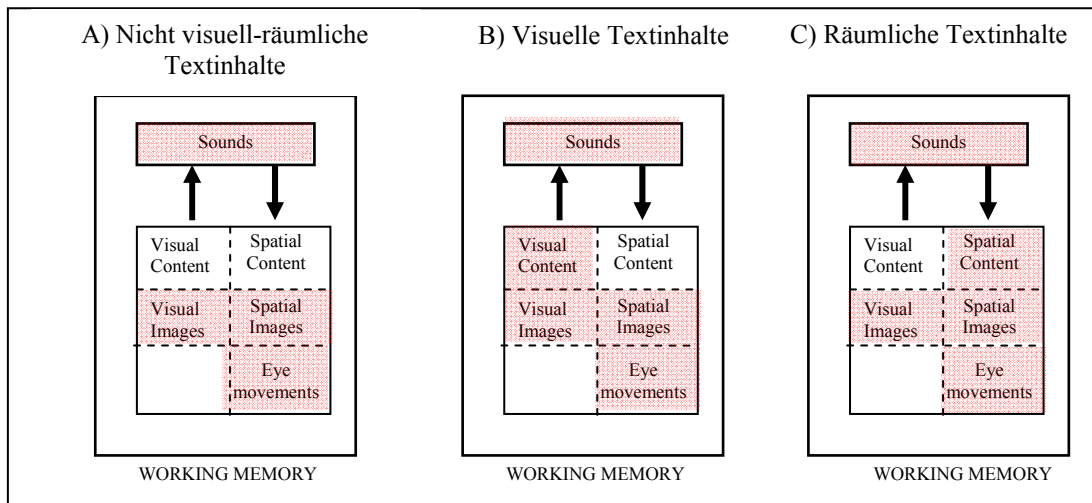 A) Nicht visuell-räumliche
Textinhalte
Sounds
Visual
Content
Spatial
Content
Visual
Images
Spatial
Images
Eye
movements
WORKING MEMORY
B) Visuelle Textinhalte
Sounds
Visual
Content
Spatial
Content
Visual
Images
Spatial
Images
Eye
movements
WORKING MEMORY
C) Räumliche Textinhalte
Sounds
Visual
Content
Spatial
Content
Visual
Images
Spatial
Images
Eye
movements
WORKING MEMORY